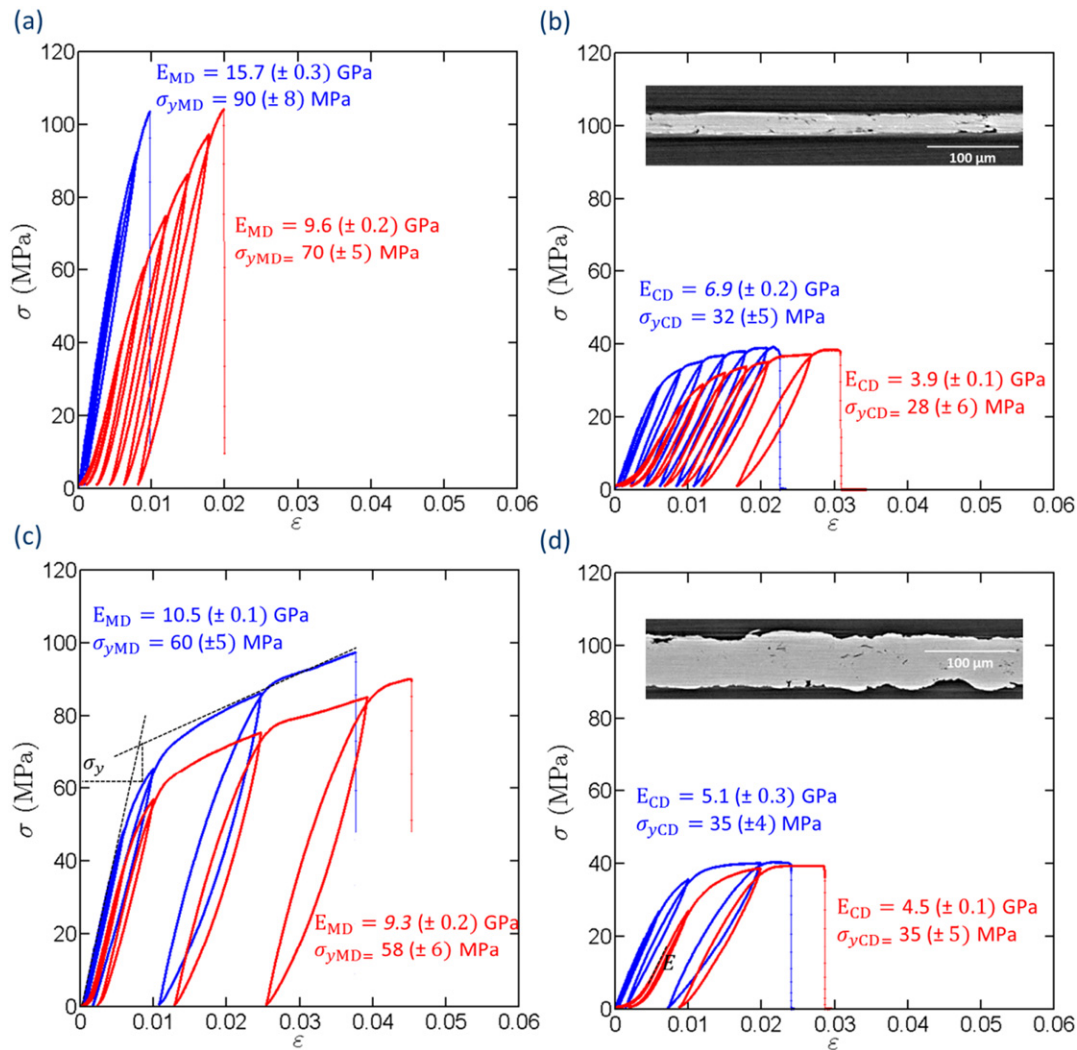 (a)
120
100
80
60
40
20
0
σ (MPa)
E_MD = 15.7 (± 0.3) GPa
σ_yMD = 90 (± 8) MPa
E_MD = 9.6 (± 0.2) GPa
σ_yMD= 70 (± 5) MPa
0 0.01 0.02 0.03 0.04 0.05 0.06
ε
(b)
120
100
80
60
40
20
0
σ (MPa)
100 µm
E_CD = 6.9 (± 0.2) GPa
σ_yCD = 32 (±5) MPa
E_CD = 3.9 (± 0.1) GPa
σ_yCD= 28 (± 6) MPa
0 0.01 0.02 0.03 0.04 0.05 0.06
ε
(c)
120
100
80
60
40
20
0
σ (MPa)
E_MD = 10.5 (± 0.1) GPa
σ_yMD = 60 (±5) MPa
σ_y
E_MD = 9.3 (± 0.2) GPa
σ_yMD= 58 (± 6) MPa
0 0.01 0.02 0.03 0.04 0.05 0.06
ε
(d)
120
100
80
60
40
20
0
σ (MPa)
100 µm
E_CD = 5.1 (± 0.3) GPa
σ_yCD = 35 (±4) MPa
E
E_CD = 4.5 (± 0.1) GPa
σ_yCD= 35 (± 5) MPa
0 0.01 0.02 0.03 0.04 0.05 0.06
ε